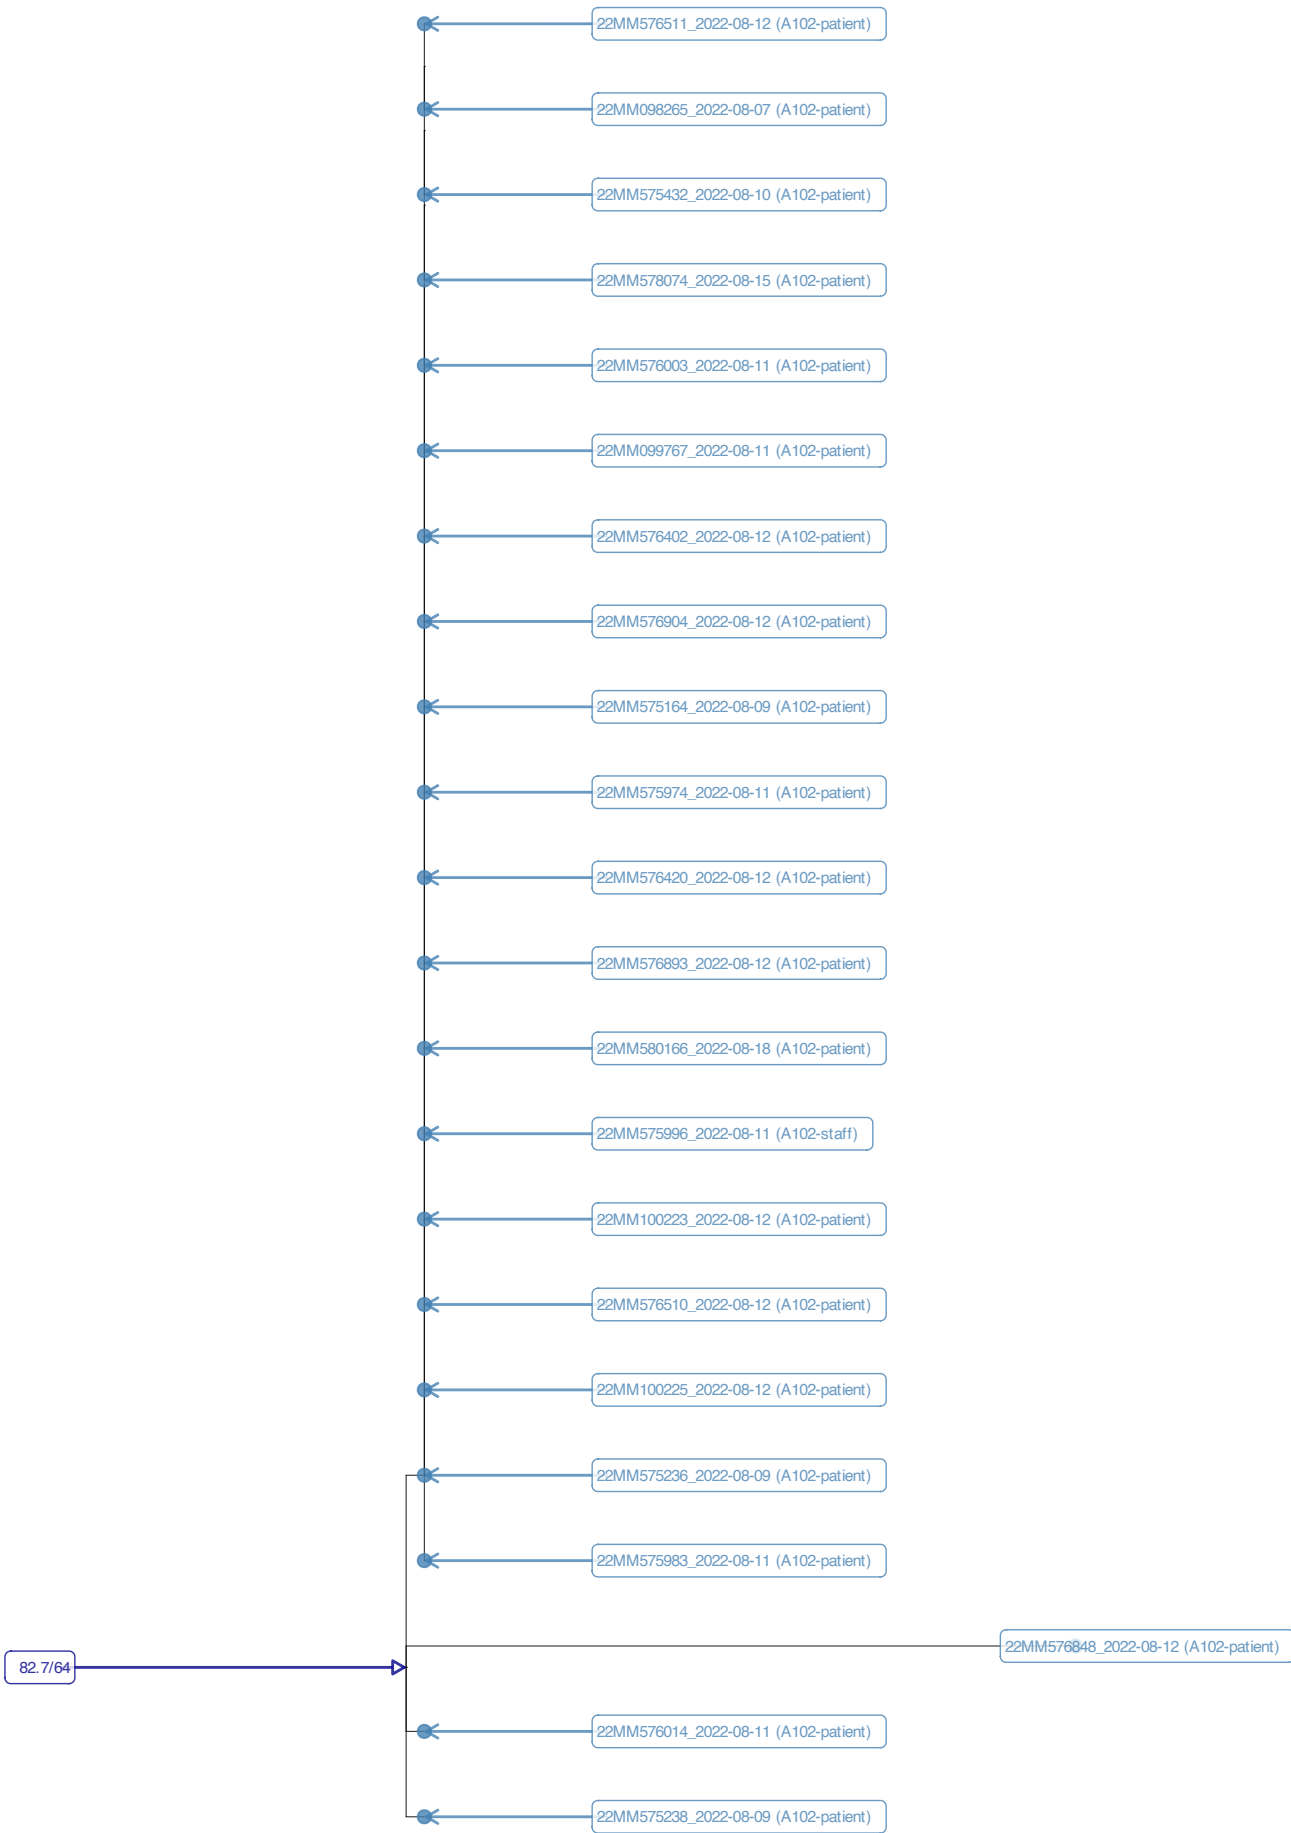 22MM576511_2022-08-12 (A102-patient)
22MM098265_2022-08-07 (A102-patient)
22MM575432_2022-08-10 (A102-patient)
22MM578074_2022-08-15 (A102-patient)
22MM576003_2022-08-11 (A102-patient)
22MM099767_2022-08-11 (A102-patient)
22MM576402_2022-08-12 (A102-patient)
22MM576904_2022-08-12 (A102-patient)
22MM575164_2022-08-09 (A102-patient)
22MM575974_2022-08-11 (A102-patient)
22MM576420_2022-08-12 (A102-patient)
22MM576893_2022-08-12 (A102-patient)
22MM580166_2022-08-18 (A102-patient)
22MM575996_2022-08-11 (A102-staff)
22MM100223_2022-08-12 (A102-patient)
22MM576510_2022-08-12 (A102-patient)
22MM100225_2022-08-12 (A102-patient)
22MM575236_2022-08-09 (A102-patient)
22MM575983_2022-08-11 (A102-patient)
22MM576848_2022-08-12 (A102-patient)
82.7/64
22MM576014_2022-08-11 (A102-patient)
22MM575238_2022-08-09 (A102-patient)